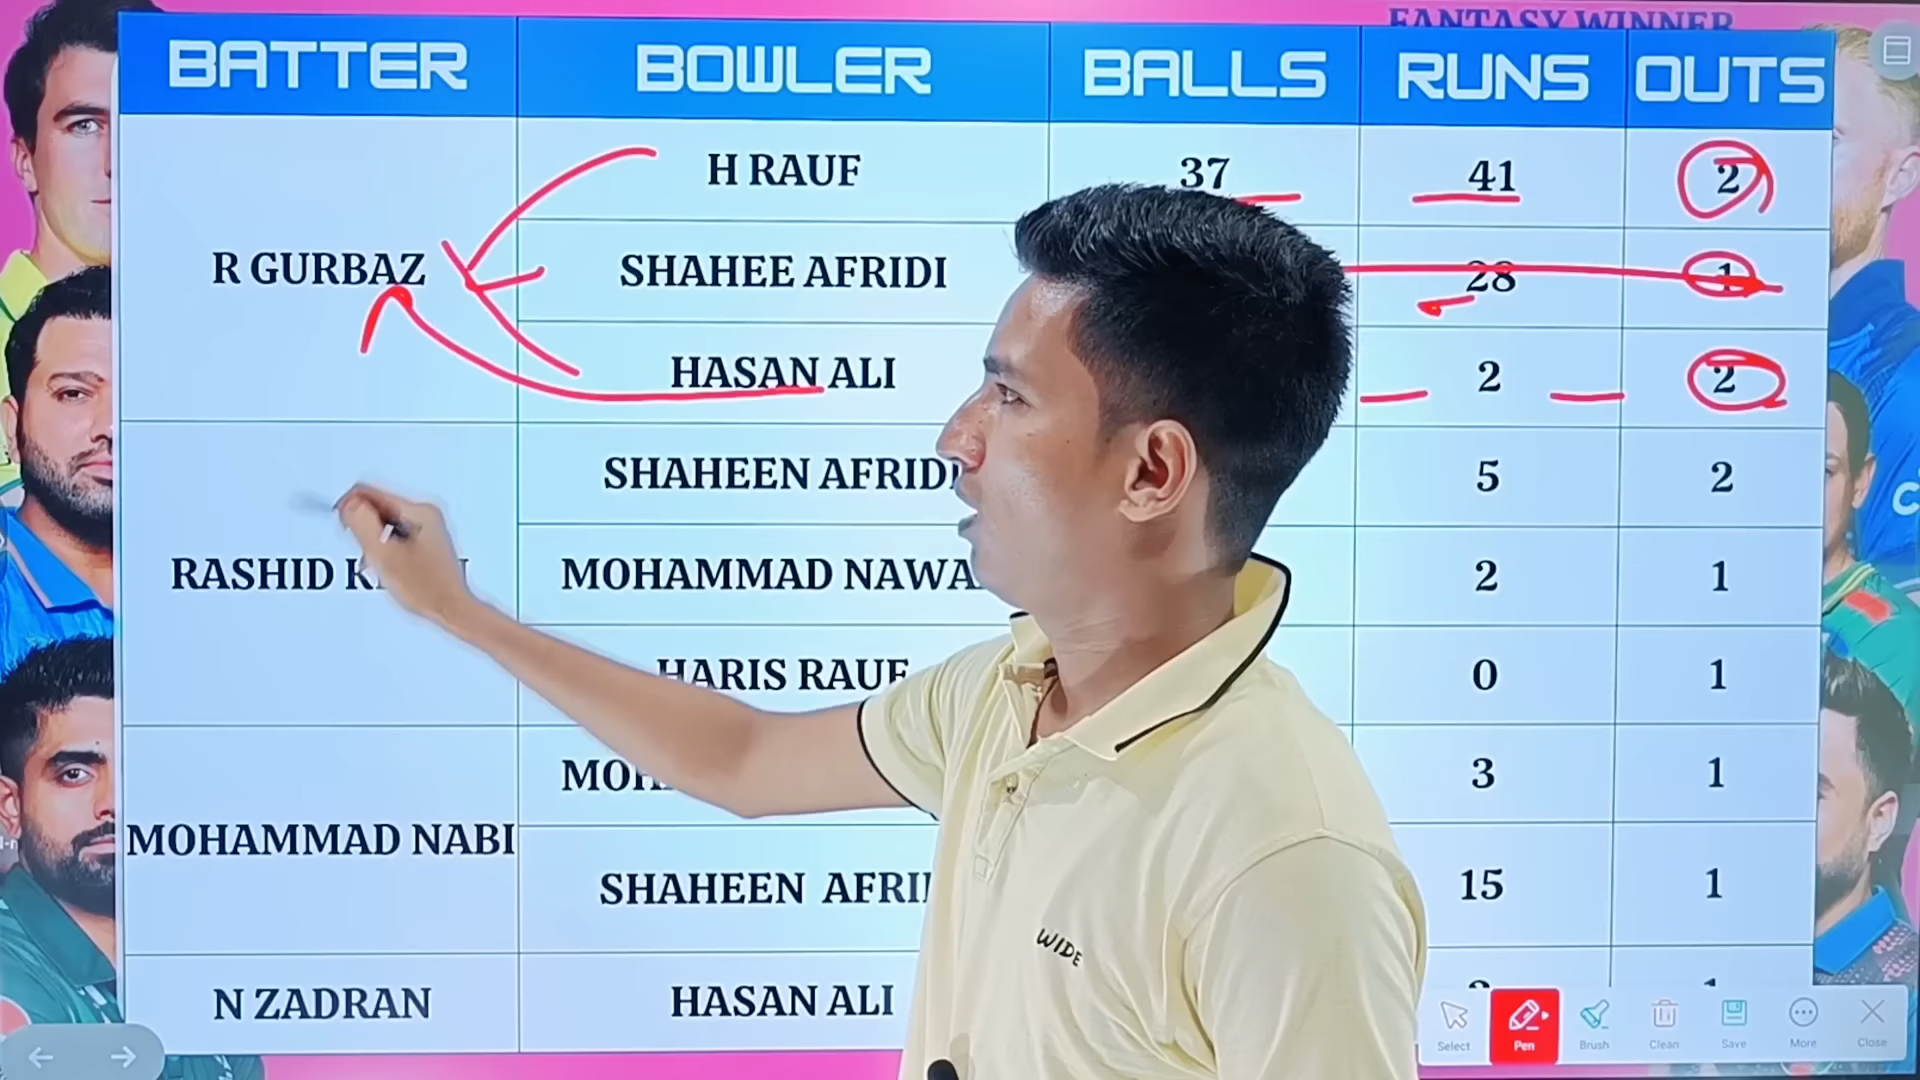 FANTASY WINNER
BATTER BOWLER BALLS RUNS OUTS
H RAUF 37 41 2
R GURBAZ SHAHEE AFRIDI 28 1
HASAN ALI 2 2
SHAHEEN AFRIDI 5 2
RASHID MOHAMMAD NAWA 2 1
HARIS RAUF 0 1
3 1
MOHAMMAD NABI
SHAHEEN AFRI 15 1
N ZADRAN HASAN ALI
WIDE
Select Pen Brush Clean Save More Close